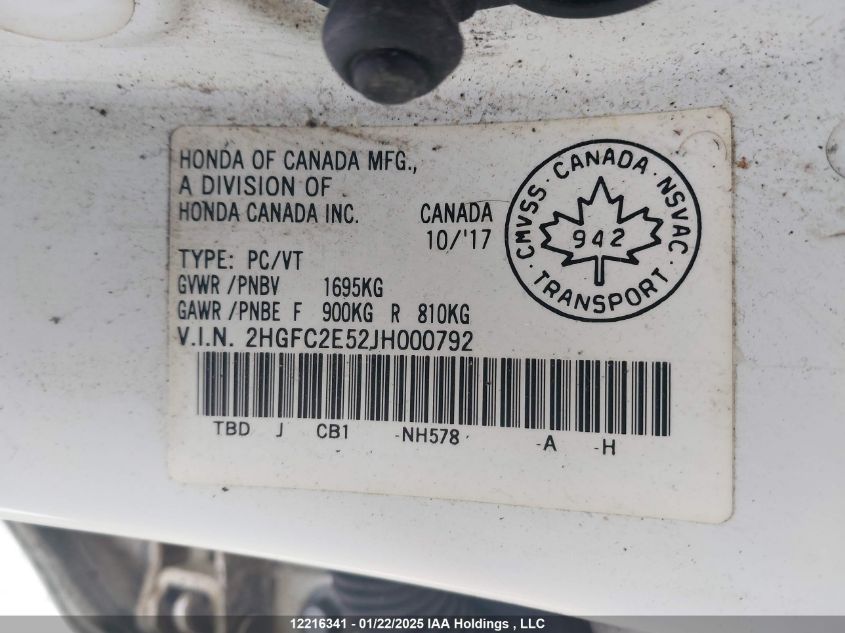 HONDA OF CANADA MFG.,
A DIVISION OF
HONDA CANADA INC. CANADA
10/'17
TYPE: PC/VT
GVWR/PNBV 1695KG
GAWR/PNBE F 900KG R 810KG
V.I.N. 2HGFC2E52JH000792
TBD J CB1 -NH578 -A -H
CMVSS · CANADA · NSVAC ·
942
TRANSPORT ·
12216341 - 01/22/2025 IAA Holdings , LLC